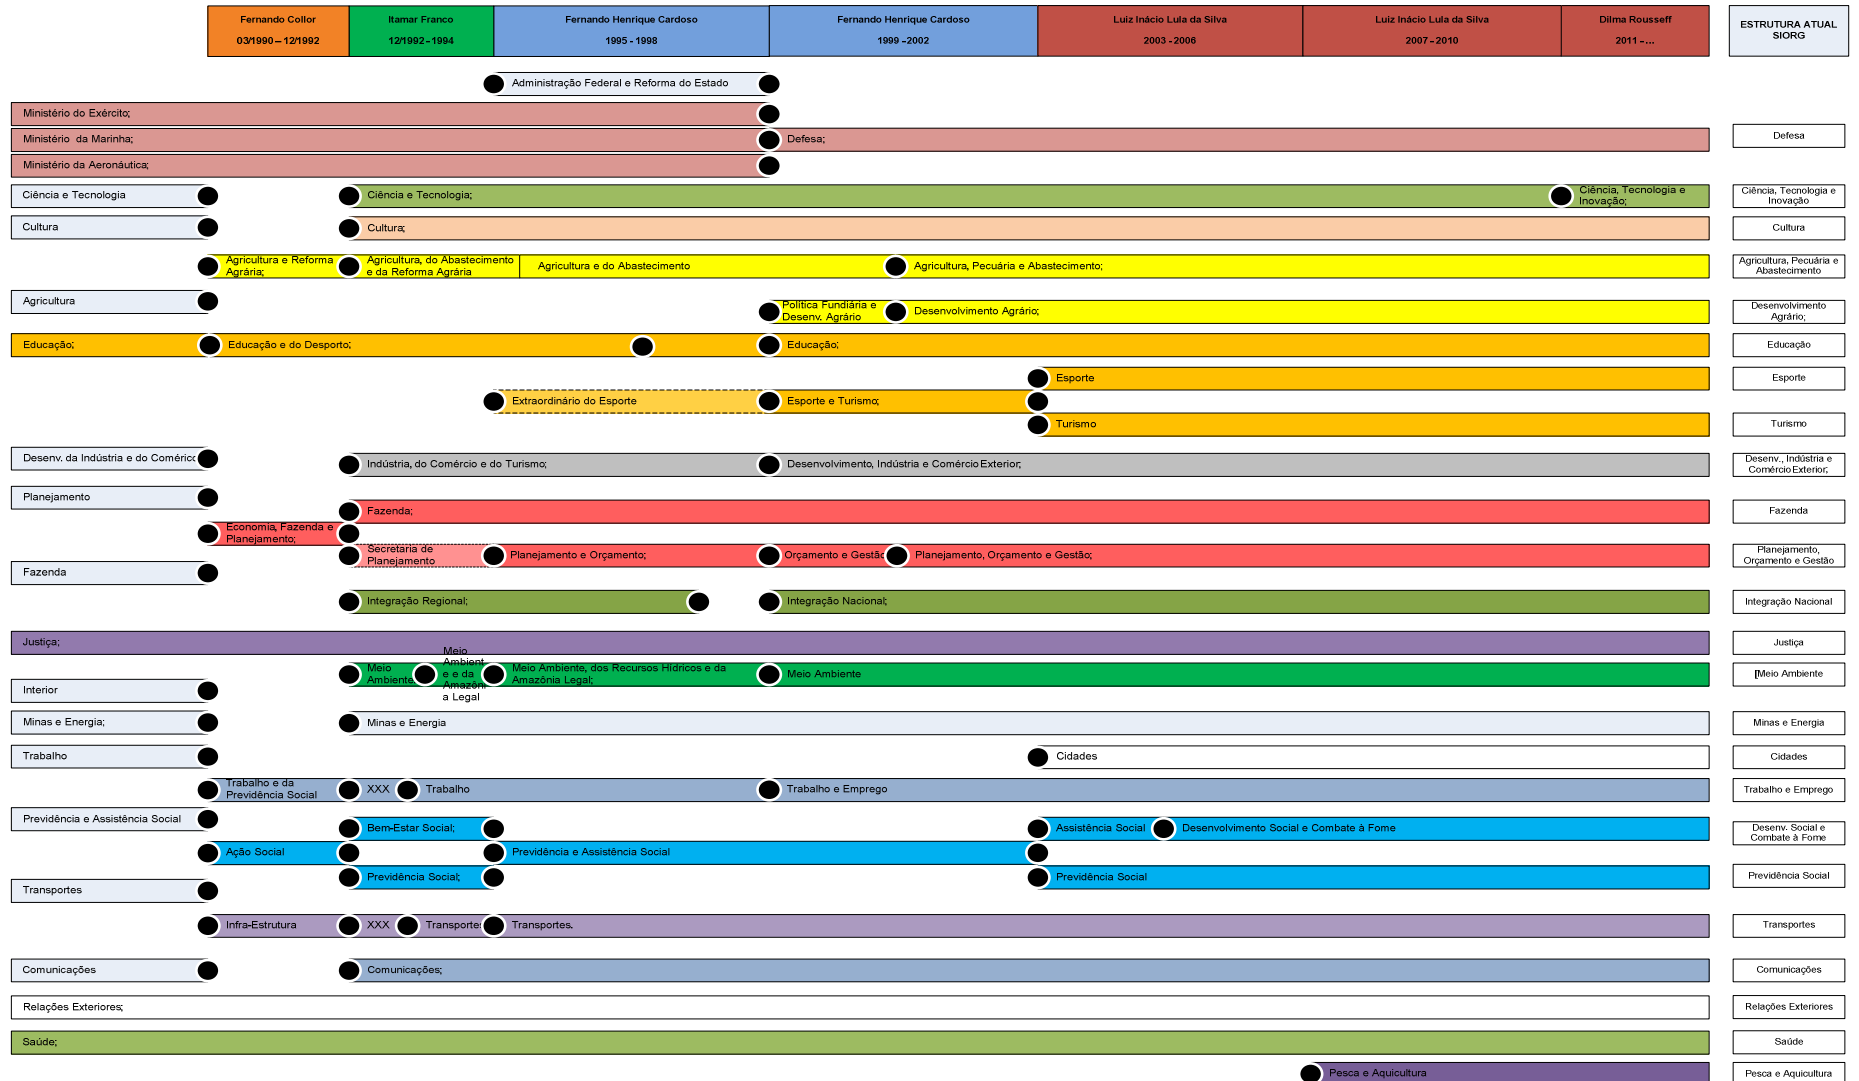 Fernando Collor
03/1990 – 12/1992
Itamar Franco
12/1992 - 1994
Fernando Henrique Cardoso
1995 - 1998
Fernando Henrique Cardoso
1999 - 2002
Luiz Inácio Lula da Silva
2003 - 2006
Luiz Inácio Lula da Silva
2007 - 2010
Dilma Rousseff
2011 - ...
ESTRUTURA ATUAL
SIORG
Administração Federal e Reforma do Estado
Ministério do Exército;
Ministério da Marinha;
Defesa;
Defesa
Ministério da Aeronáutica;
Ciência e Tecnologia
Ciência e Tecnologia;
Ciência, Tecnologia e
Inovação;
Ciência, Tecnologia e
Inovação
Cultura
Cultura;
Cultura
Agricultura e Reforma
Agrária;
Agricultura, do Abastecimento
e da Reforma Agrária
Agricultura e do Abastecimento
Agricultura, Pecuária e Abastecimento;
Agricultura, Pecuária e
Abastecimento
Agricultura
Política Fundiária e
Desenv. Agrário
Desenvolvimento Agrário;
Desenvolvimento
Agrário;
Educação;
Educação e do Desporto;
Educação;
Educação
Esporte
Esporte
Extraordinário do Esporte
Esporte e Turismo;
Turismo
Turismo
Desenv. da Indústria e do Comérico
Indústria, do Comércio e do Turismo;
Desenvolvimento, Indústria e Comércio Exterior;
Desenv., Indústria e
Comércio Exterior;
Planejamento
Fazenda;
Fazenda
Economia, Fazenda e
Planejamento;
Secretaria de
Planejamento
Planejamento e Orçamento;
Orçamento e Gestão
Planejamento, Orçamento e Gestão;
Planejamento,
Orçamento e Gestão
Fazenda
Integração Regional;
Integração Nacional;
Integração Nacional
Justiça;
Justiça
Meio
Ambiente
Meio
Ambient
e e da
Amazôni
a Legal
Meio Ambiente, dos Recursos Hídricos e da
Amazônia Legal;
Meio Ambiente
[Meio Ambiente
Interior
Minas e Energia;
Minas e Energia
Minas e Energia
Trabalho
Cidades
Cidades
Trabalho e da
Previdência Social
XXX
Trabalho
Trabalho e Emprego
Trabalho e Emprego
Previdência e Assistência Social
Bem-Estar Social;
Assistência Social
Desenvolvimento Social e Combate à Fome
Desenv. Social e
Combate à Fome
Ação Social
Previdência e Assistência Social
Previdência Social;
Previdência Social
Previdência Social
Transportes
Infra-Estrutura
XXX
Transportes
Transportes.
Transportes
Comunicações
Comunicações;
Comunicações
Relações Exteriores;
Relações Exteriores
Saúde;
Saúde
Pesca e Aquicultura
Pesca e Aquicultura